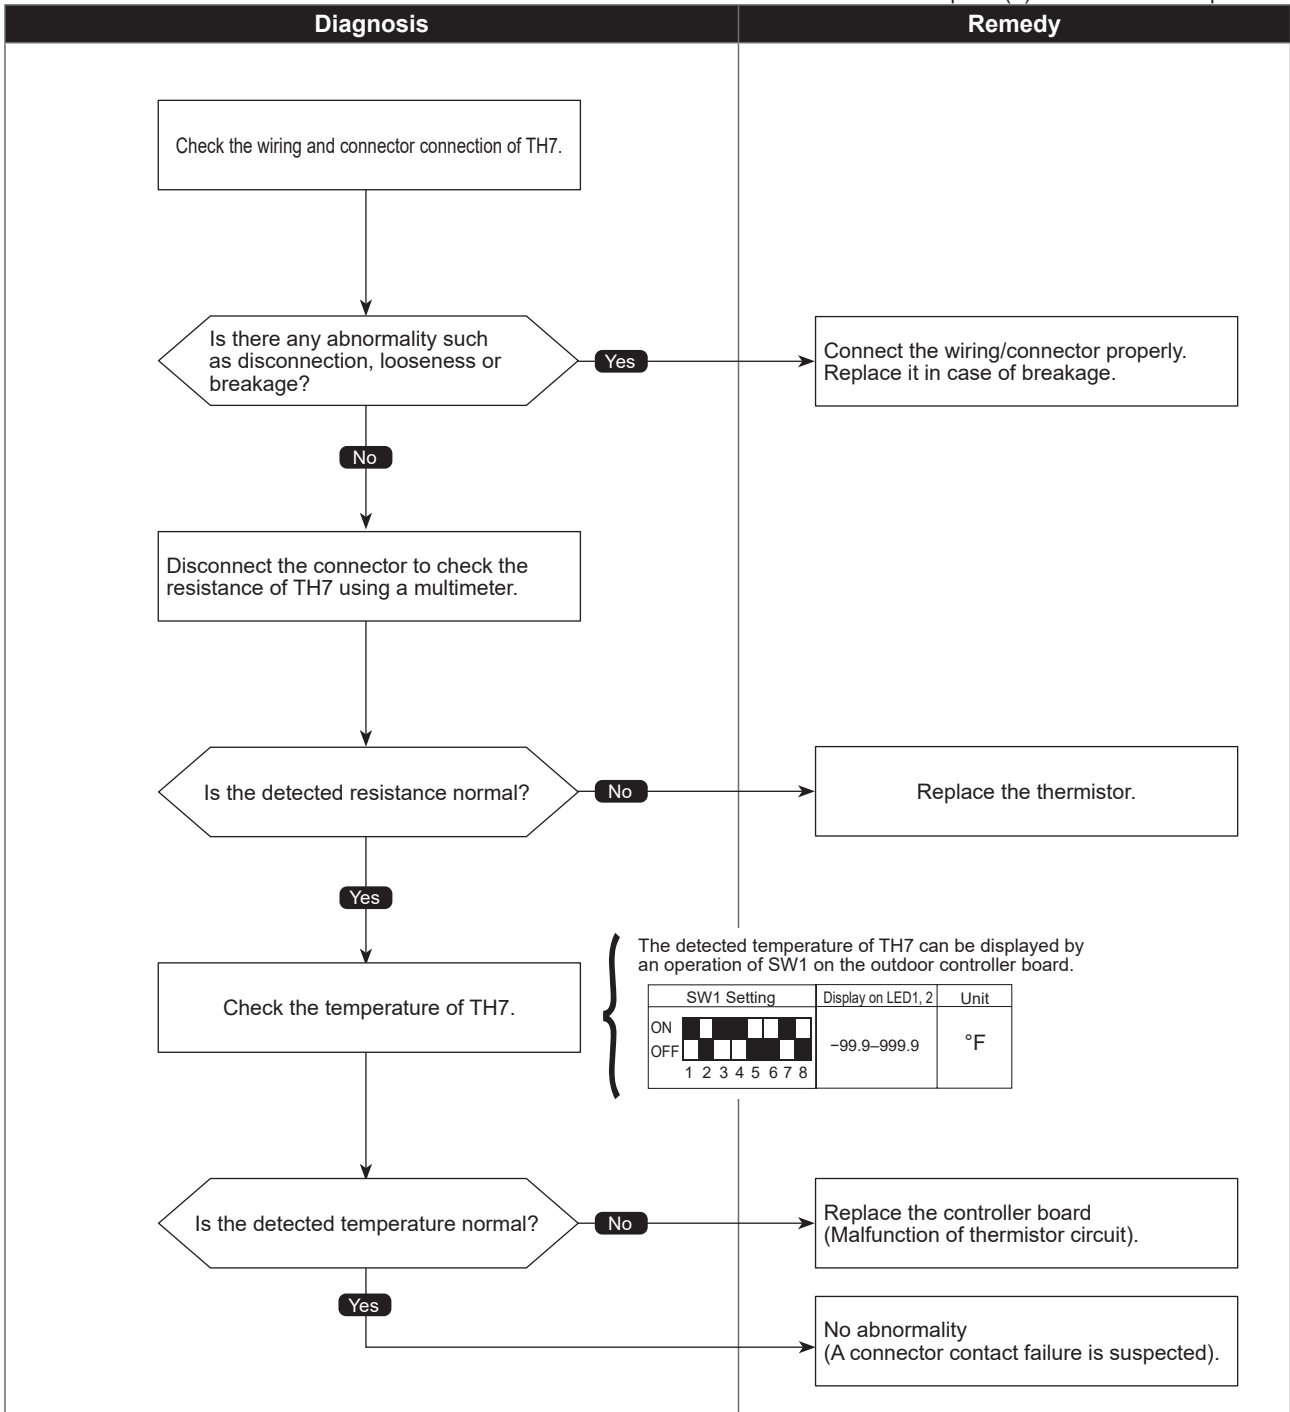 Diagnosis
Remedy
Check the wiring and connector connection of TH7.
Is there any abnormality such
as disconnection, looseness or
breakage?
Yes
Connect the wiring/connector properly.
Replace it in case of breakage.
No
Disconnect the connector to check the
resistance of TH7 using a multimeter.
Is the detected resistance normal?
No
Replace the thermistor.
Yes
The detected temperature of TH7 can be displayed by
an operation of SW1 on the outdoor controller board.
Check the temperature of TH7.
SW1 Setting
Display on LED1, 2
Unit
ON
OFF
1 2 3 4 5 6 7 8
−99.9–999.9
°F
Is the detected temperature normal?
No
Replace the controller board
(Malfunction of thermistor circuit).
Yes
No abnormality
(A connector contact failure is suspected).